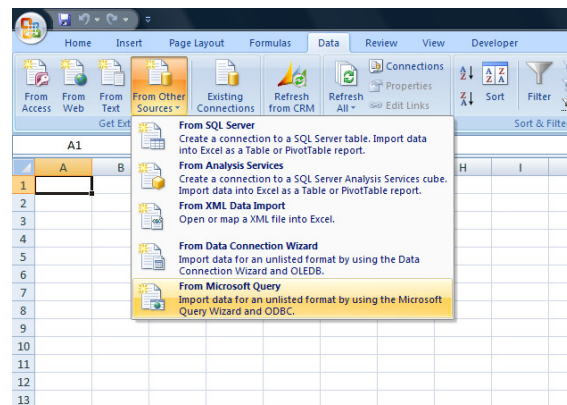 Home Insert Page Layout Formulas Data Review View Developer
From Access
From Web
From Text
From Other Sources
Existing Connections
Refresh from CRM
Refresh All
Connections
Properties
Edit Links
Sort
Filter
Get Ext
Sort & Filte
From SQL Server
Create a connection to a SQL Server table. Import data
into Excel as a Table or PivotTable report.
From Analysis Services
Create a connection to a SQL Server Analysis Services cube.
Import data into Excel as a Table or PivotTable report.
From XML Data Import
Open or map a XML file into Excel.
From Data Connection Wizard
Import data for an unlisted format by using the Data
Connection Wizard and OLEDB.
From Microsoft Query
Import data for an unlisted format by using the Microsoft
Query Wizard and ODBC.
A1
A B H I
1
2
3
4
5
6
7
8
9
10
11
12
13